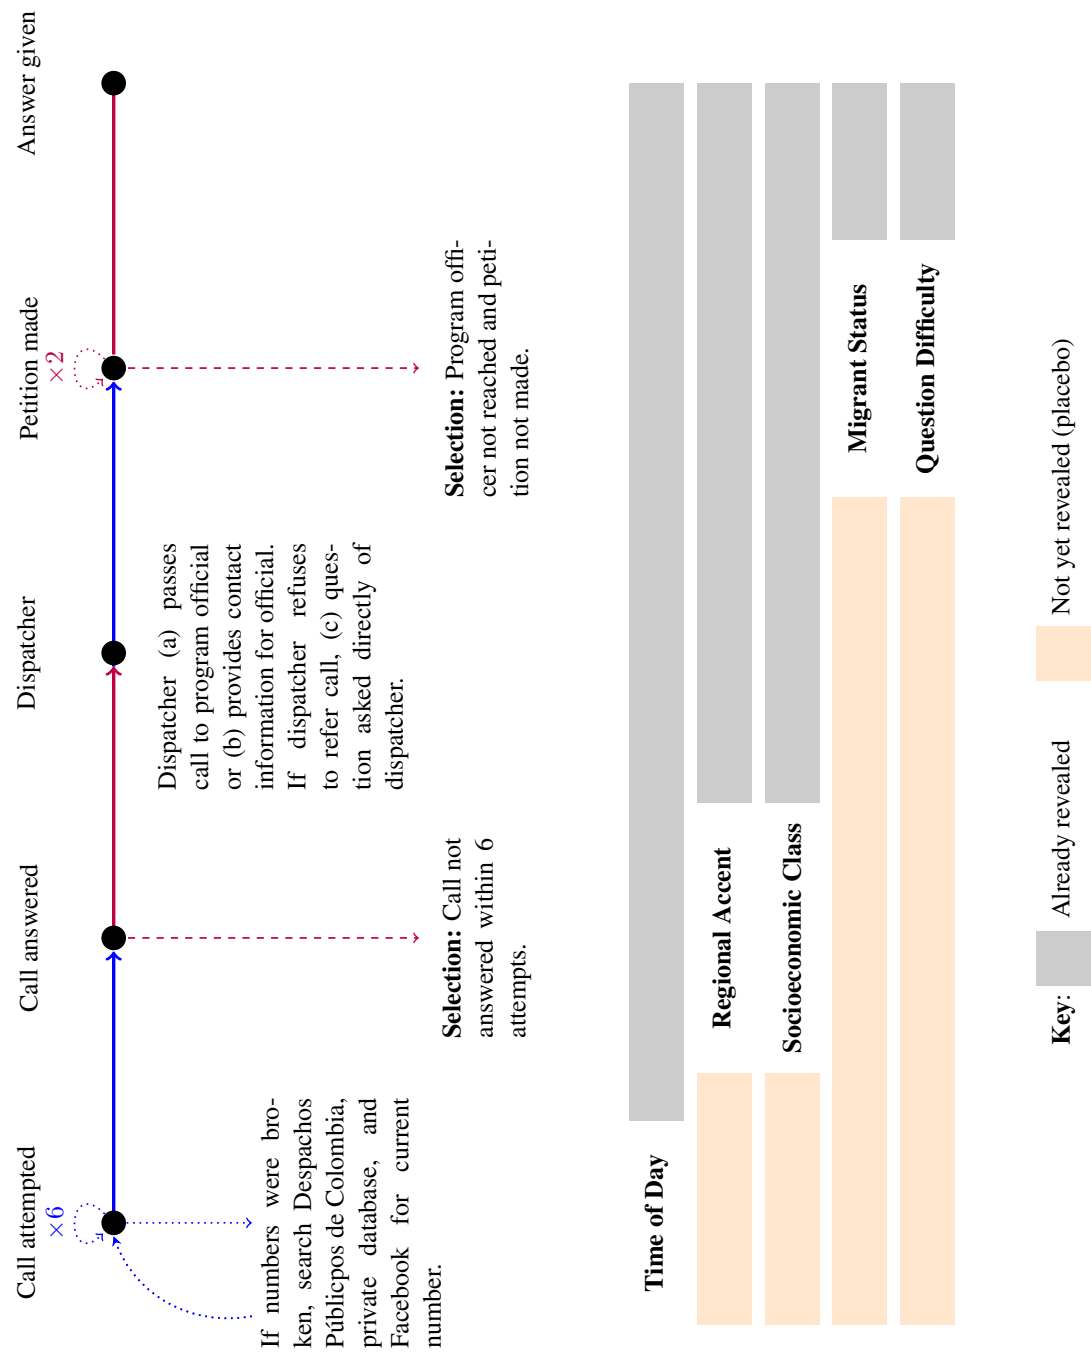 Call attempted
Call answered
Dispatcher
Petition made
Answer given
×6
×2
If numbers were bro-
ken, search Despachos
Públicpos de Colombia,
private database, and
Facebook for current
number.
Selection: Call not
answered within 6
attempts.
Dispatcher (a) passes
call to program official
or (b) provides contact
information for official.
If dispatcher refuses
to refer call, (c) ques-
tion asked directly of
dispatcher.
Selection: Program offi-
cer not reached and peti-
tion not made.
Time of Day
Regional Accent
Socioeconomic Class
Migrant Status
Question Difficulty
Key:
Already revealed
Not yet revealed (placebo)